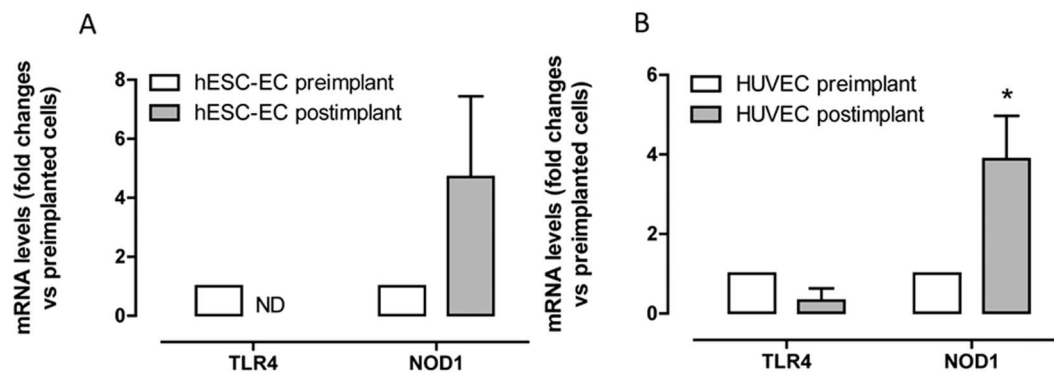 A
mRNA levels (fold changes
vs preimplanted cells)
8
6
4
2
0
hESC-EC preimplant
hESC-EC postimplant
ND
TLR4
NOD1
B
mRNA levels (fold changes
vs preimplanted cells)
6
4
2
0
HUVEC preimplant
HUVEC postimplant
*
TLR4
NOD1